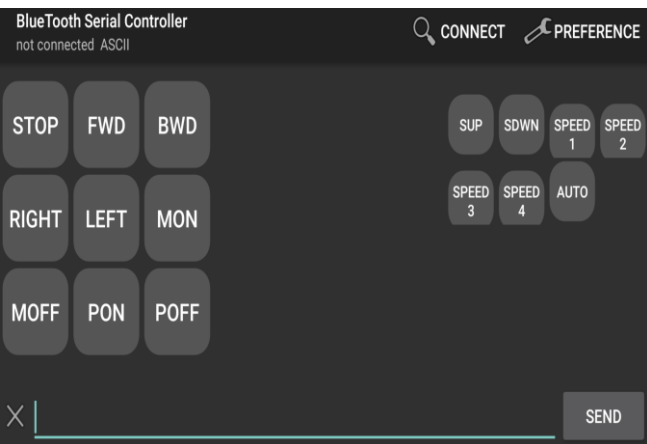 BlueTooth Serial Controller
not connected ASCII
CONNECT
PREFERENCE
STOP
FWD
BWD
SUP
SDWN
SPEED
1
SPEED
2
RIGHT
LEFT
MON
SPEED
3
SPEED
4
AUTO
MOFF
PON
POFF
SEND